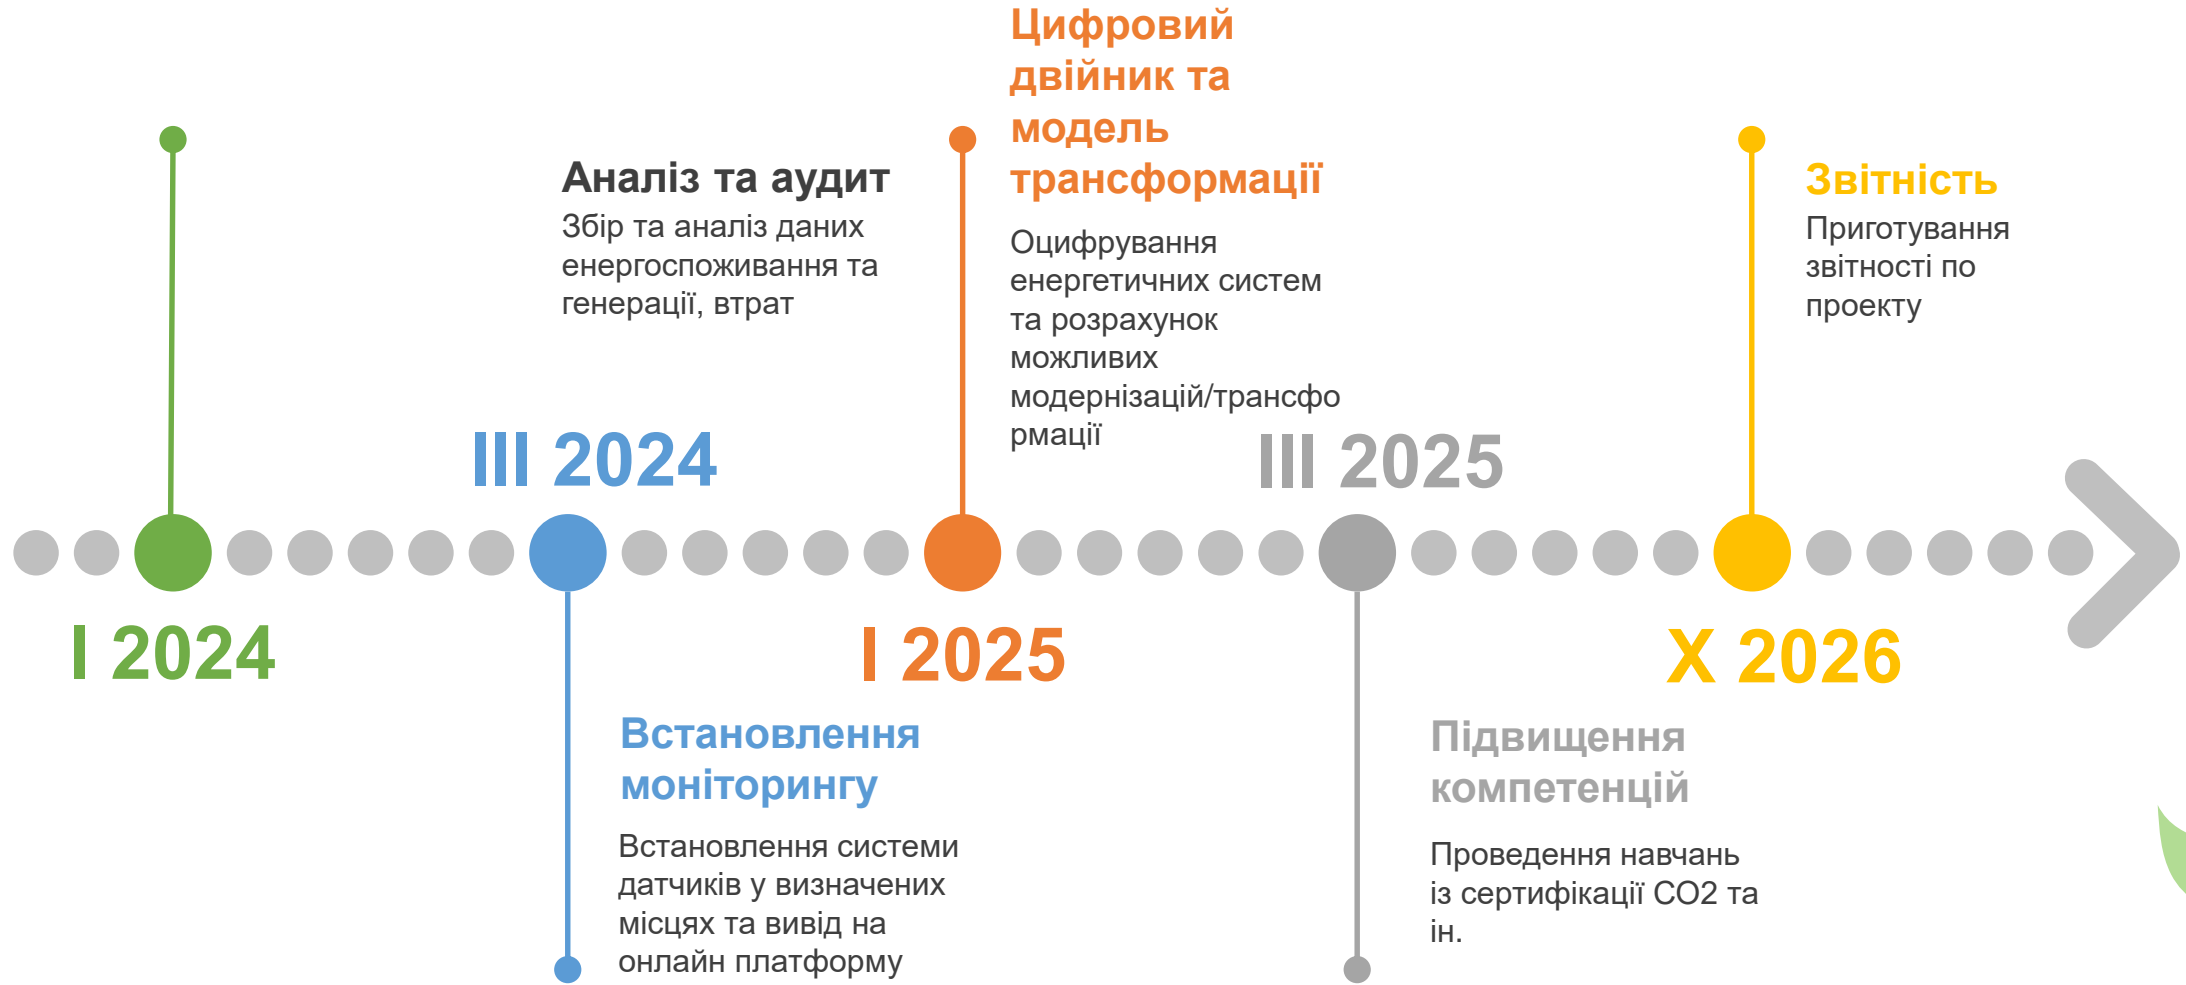 Цифровий
двійник та
модель
трансформації
Аналіз та аудит
Збір та аналіз даних
енергоспоживання та
генерації, втрат
Оцифрування
енергетичних систем
та розрахунок
можливих
модернізацій/трансфо
рмації
Звітність
Приготування
звітності по
проекту
III 2024
III 2025
I 2024
I 2025
X 2026
Встановлення
моніторингу
Встановлення системи
датчиків у визначених
місцях та вивід на
онлайн платформу
Підвищення
компетенцій
Проведення навчань
із сертифікації СО2 та
ін.